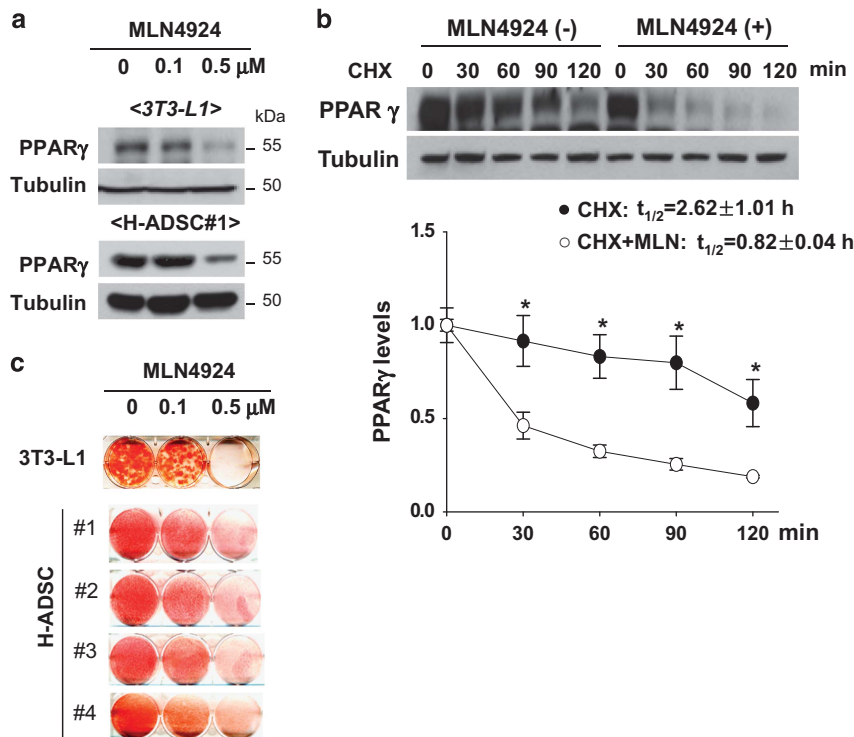 a
MLN4924
0 0.1 0.5 μM
<3T3-L1>
kDa
PPARγ 55
Tubulin 50
<H-ADSC#1>
PPARγ 55
Tubulin 50
b
MLN4924 (-) MLN4924 (+)
CHX 0 30 60 90 120 0 30 60 90 120 min
PPAR γ
Tubulin
● CHX: t1/2=2.62±1.01 h
○ CHX+MLN: t1/2=0.82±0.04 h
PPARγ levels
1.5
1.0
0.5
0.0
* * * *
0 30 60 90 120 min
c
MLN4924
0 0.1 0.5 μM
3T3-L1
H-ADSC
#1
#2
#3
#4